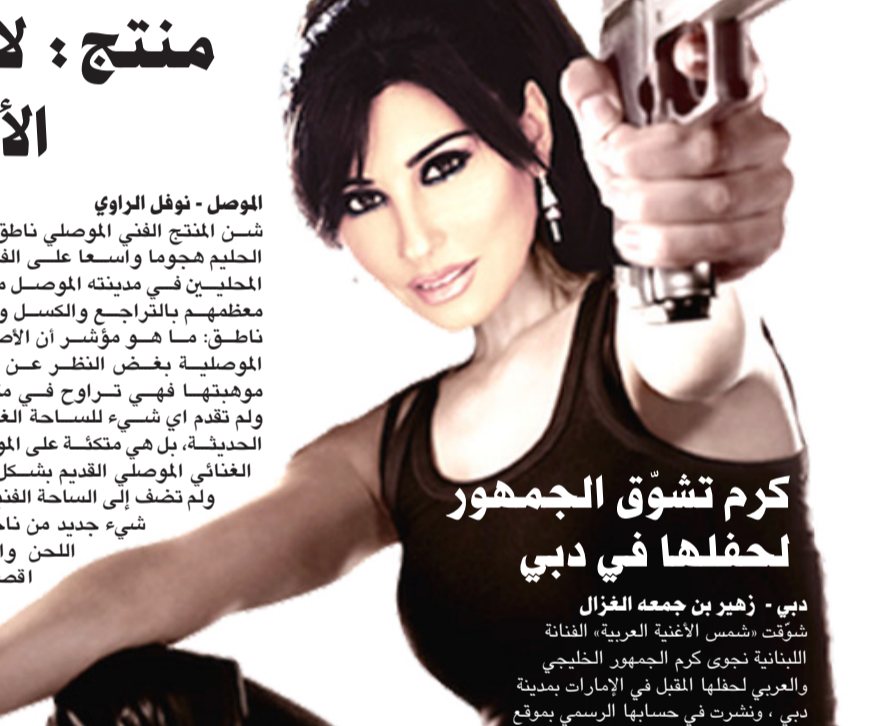 منتج : لا
الأ
الموصل - نوفل الراوي
شن المنتج الفني الموصلي ناطق
الحليم هجوما واسعا على الف
المحليين في مدينته الموصل م
معظمهم بالتراجع والكسل و
ناطق: ما هو مؤشر أن الأص
الموصلية بغض النظر عن
موهبتها فهي تراوح في م
ولم تقدم اي شيء للساحة الغ
الحديثة، بل هي متكئة على المو
الغنائي الموصلي القديم بشكل
ولم تضف إلى الساحة الفن
شيء جديد من ناح
اللحن وا
اقص
كرم تشوّق الجمهور
لحفلها في دبي
دبي - زهير بن جمعه الغزال
شوّقت «شمس الأغنية العربية» الفنانة
اللبنانية نجوى كرم الجمهور الخليجي
والعربي لحفلها المقبل في الإمارات بمدينة
دبي ، ونشرت في حسابها الرسمي بموقع